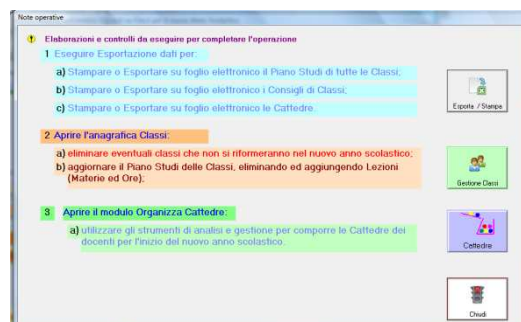 Note operative
Elaborazioni e controlli da eseguire per completare l'operazione
1 Eseguire Esportazione dati per:
a) Stampare o Esportare su foglio elettronico il Piano Studi di tutte le Classi;
b) Stampare o Esportare su foglio elettronico i Consigli di Classi;
c) Stampare o Esportare su foglio elettronico le Cattedre.
Esporta / Stampa
2 Aprire l'anagrafica Classi:
a) eliminare eventuali classi che non si riformeranno nel nuovo anno scolastico;
b) aggiornare il Piano Studi delle Classi, eliminando ed aggiungendo Lezioni
(Materie ed Ore);
Gestione Classi
3 Aprire il modulo Organizza Cattedre:
a) utilizzare gli strumenti di analisi e gestione per comporre le Cattedre dei
docenti per l'inizio del nuovo anno scolastico.
Cattedre
Chiudi